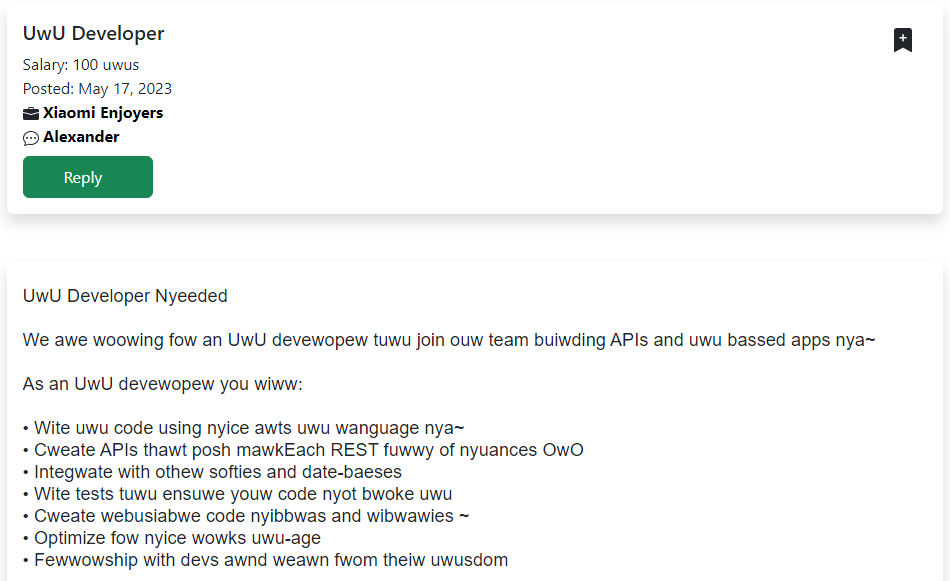 UwU Developer
Salary: 100 uwus
Posted: May 17, 2023
Xiaomi Enjoyers
Alexander
Reply
UwU Developer Nyeeded
We awe woowing fow an UwU devewopew tuwu join ouw team buiwding APIs and uwu bassed apps nya~
As an UwU devewopew you wiww:
• Wite uwu code using nyice awts uwu wanguage nya~
• Cweate APIs thawt posh mawkEach REST fuwwy of nyuances OwO
• Integwate with othew softies and date-baeses
• Wite tests tuwu ensuwe youw code nyot bwoke uwu
• Cweate webusiabwe code nyibbwas and wibwawies ~
• Optimize fow nyice wowks uwu-age
• Fewwowship with devs awnd weawn fwom theiw uwusdom